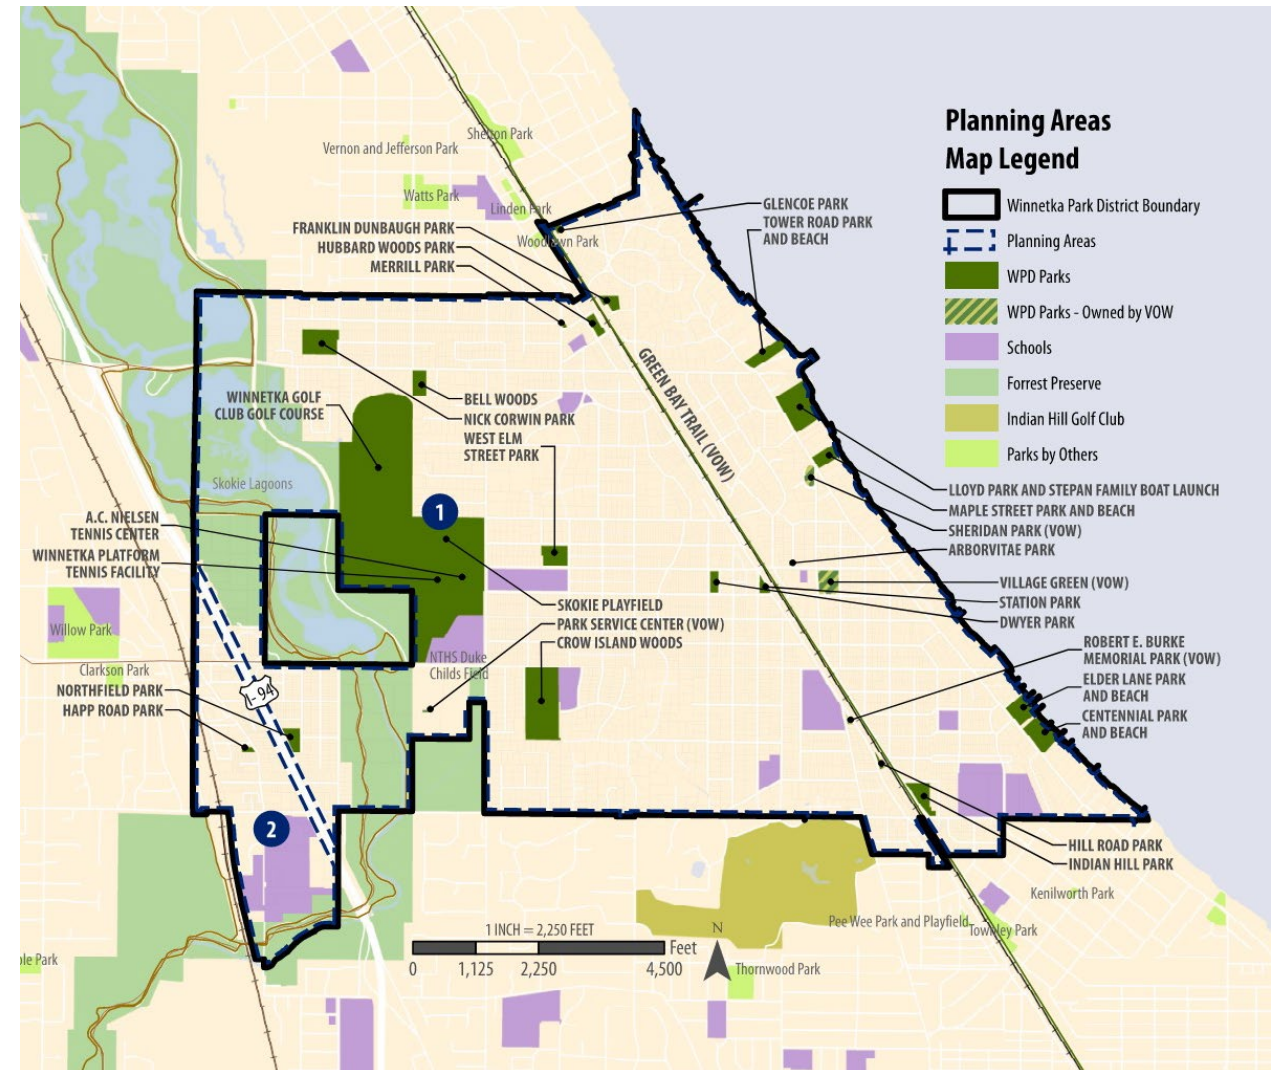 Planning Areas
Map Legend
Winnetka Park District Boundary
Planning Areas
WPD Parks
WPD Parks - Owned by VOW
Schools
Forrest Preserve
Indian Hill Golf Club
Parks by Others
Shelton Park
Vernon and Jefferson Park
Watts Park
Linden Park
Woodlawn Park
GLENCOE PARK
TOWER ROAD PARK
AND BEACH
FRANKLIN DUNBAUGH PARK
HUBBARD WOODS PARK
MERRILL PARK
GREEN BAY TRAIL (VOW)
WINNETKA GOLF
CLUB GOLF COURSE
BELL WOODS
NICK CORWIN PARK
WEST ELM
STREET PARK
Skokie Lagoons
1
A.C. NIELSEN
TENNIS CENTER
WINNETKA PLATFORM
TENNIS FACILITY
LLOYD PARK AND STEPAN FAMILY BOAT LAUNCH
MAPLE STREET PARK AND BEACH
SHERIDAN PARK (VOW)
ARBORVITAE PARK
VILLAGE GREEN (VOW)
STATION PARK
DWYER PARK
SKOKIE PLAYFIELD
PARK SERVICE CENTER (VOW)
CROW ISLAND WOODS
Willow Park
Clarkson Park
NTHS Duke
Childs Field
NORTHFIELD PARK
HAPP ROAD PARK
I-94
ROBERT E. BURKE
MEMORIAL PARK (VOW)
ELDER LANE PARK
AND BEACH
CENTENNIAL PARK
AND BEACH
2
HILL ROAD PARK
INDIAN HILL PARK
Kenilworth Park
Pee Wee Park and Playfield
Townley Park
Thornwood Park
ple Park
1 INCH = 2,250 FEET
Feet
0 1,125 2,250 4,500
N